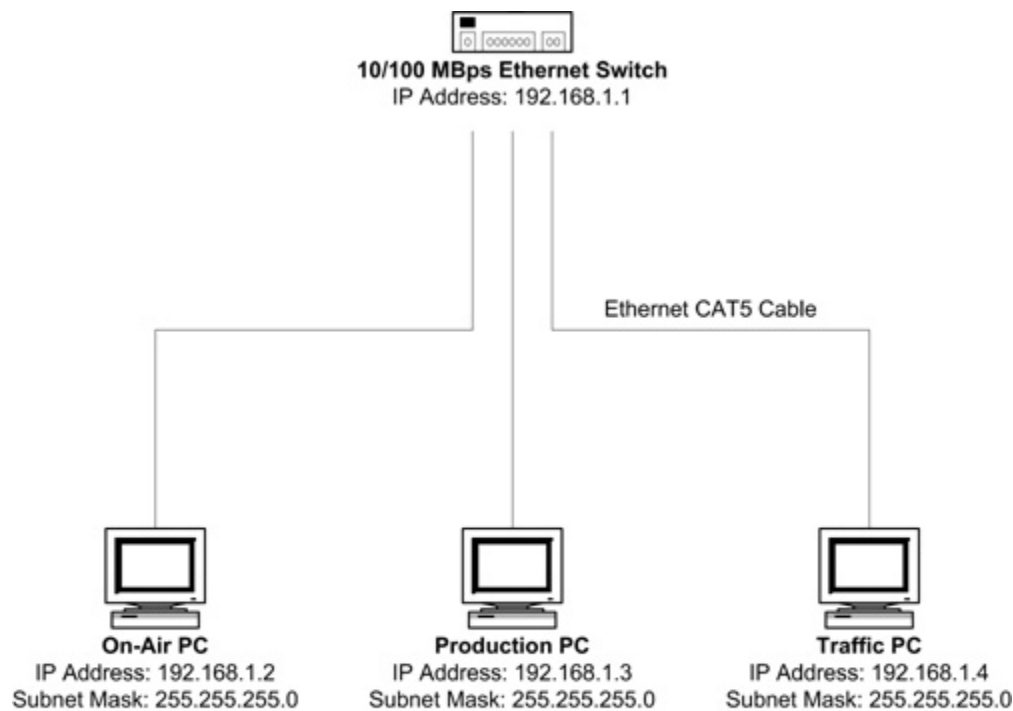 10/100 MBps Ethernet Switch
IP Address: 192.168.1.1
Ethernet CAT5 Cable
On-Air PC
IP Address: 192.168.1.2
Subnet Mask: 255.255.255.0
Production PC
IP Address: 192.168.1.3
Subnet Mask: 255.255.255.0
Traffic PC
IP Address: 192.168.1.4
Subnet Mask: 255.255.255.0